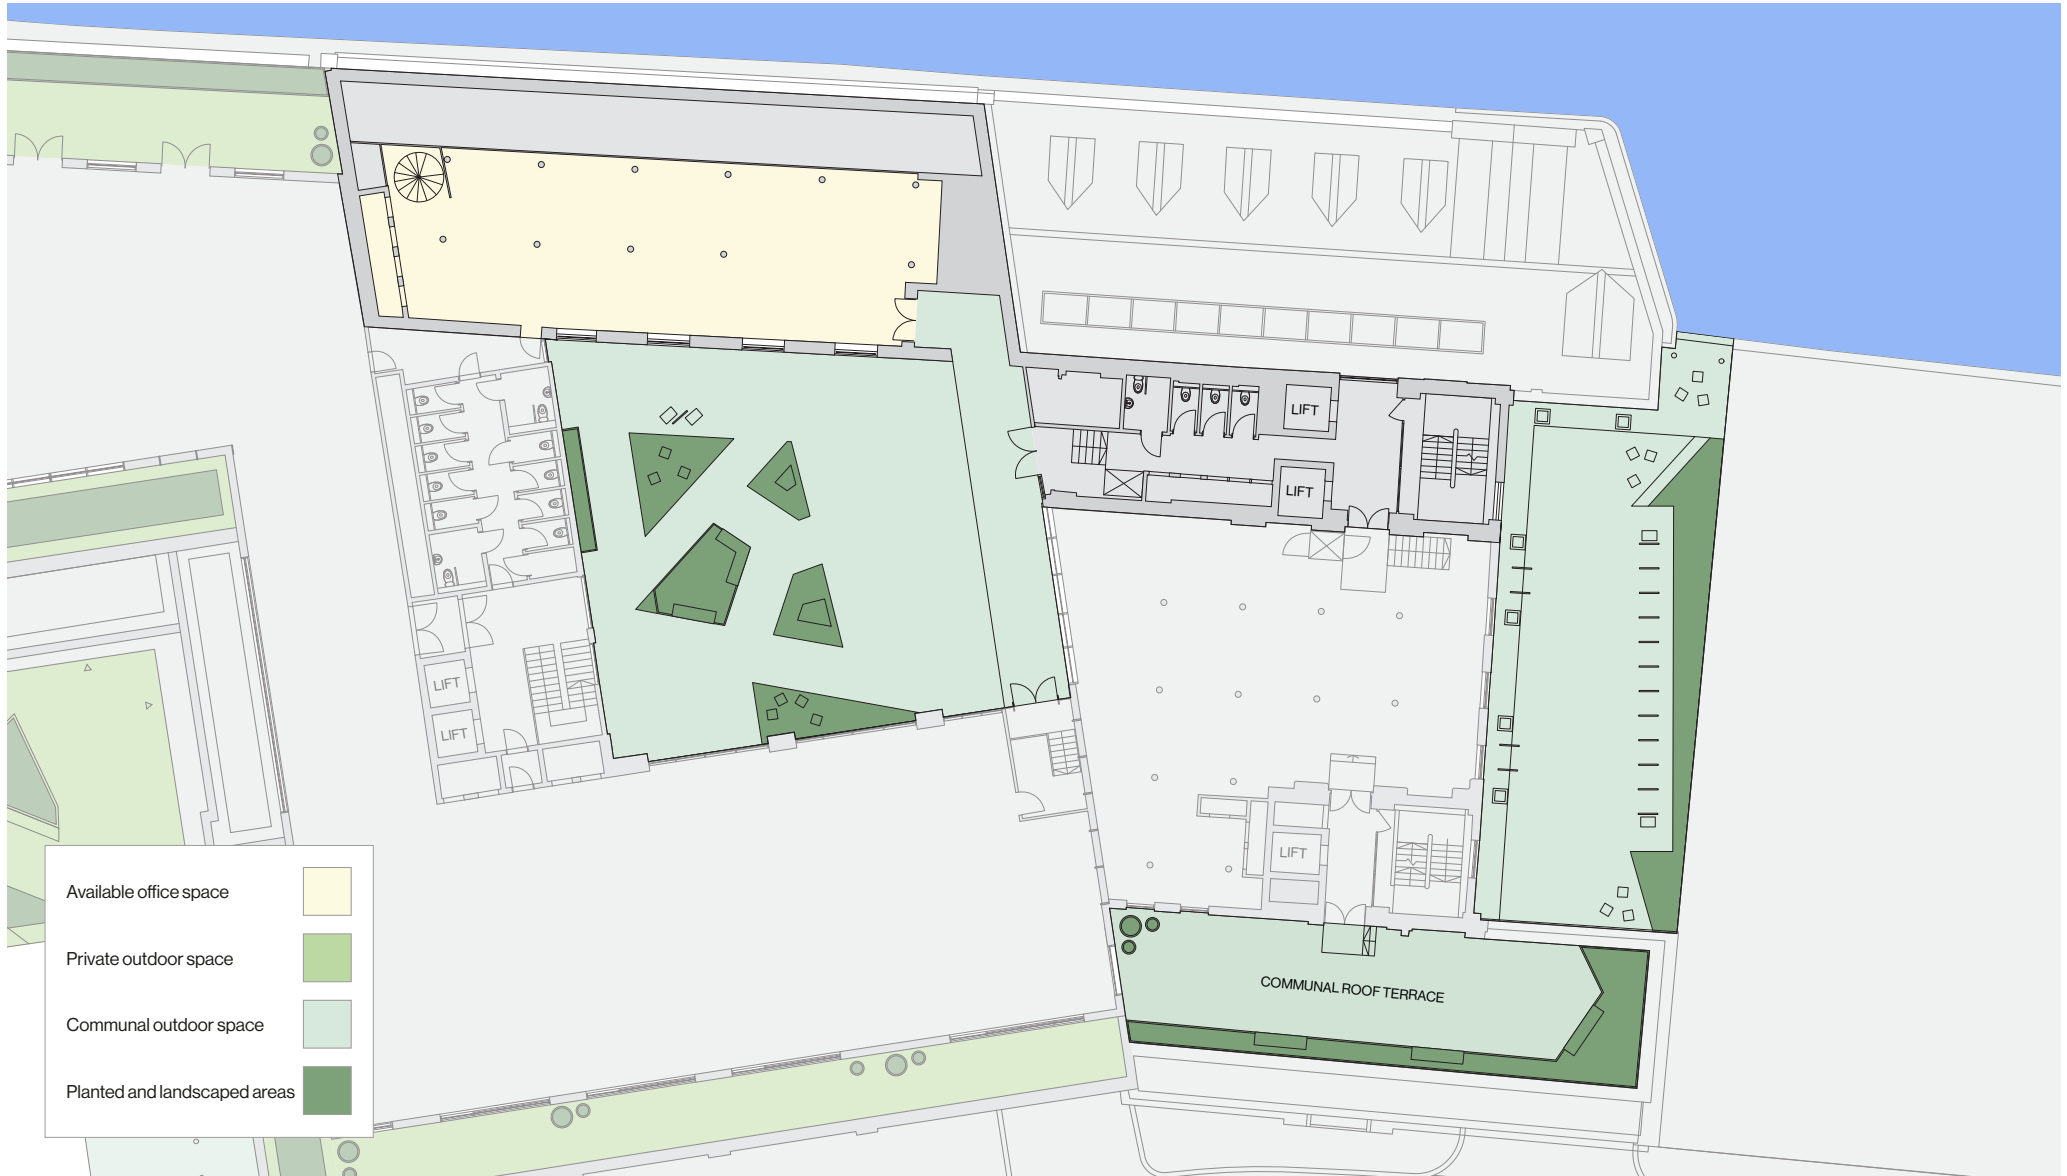 LIFT
LIFT
LIFT
LIFT
LIFT
COMMUNAL ROOF TERRACE
Available office space
Private outdoor space
Communal outdoor space
Planted and landscaped areas